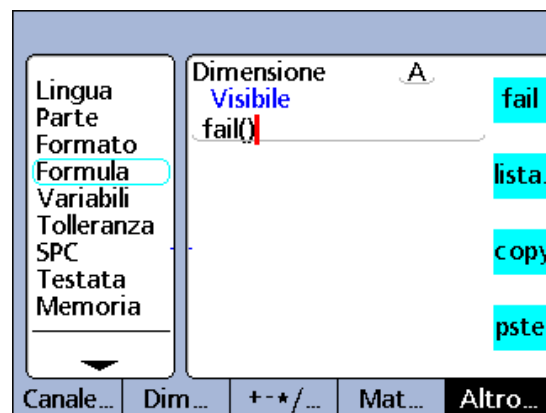 Lingua
Parte
Formato
Formula
Variabili
Tolleranza
SPC
Testata
Memoria
Dimensione A
Visibile
fail()
fail
lista.
copy
pste
Canale... Dim... +-*/... Mat... Altro...